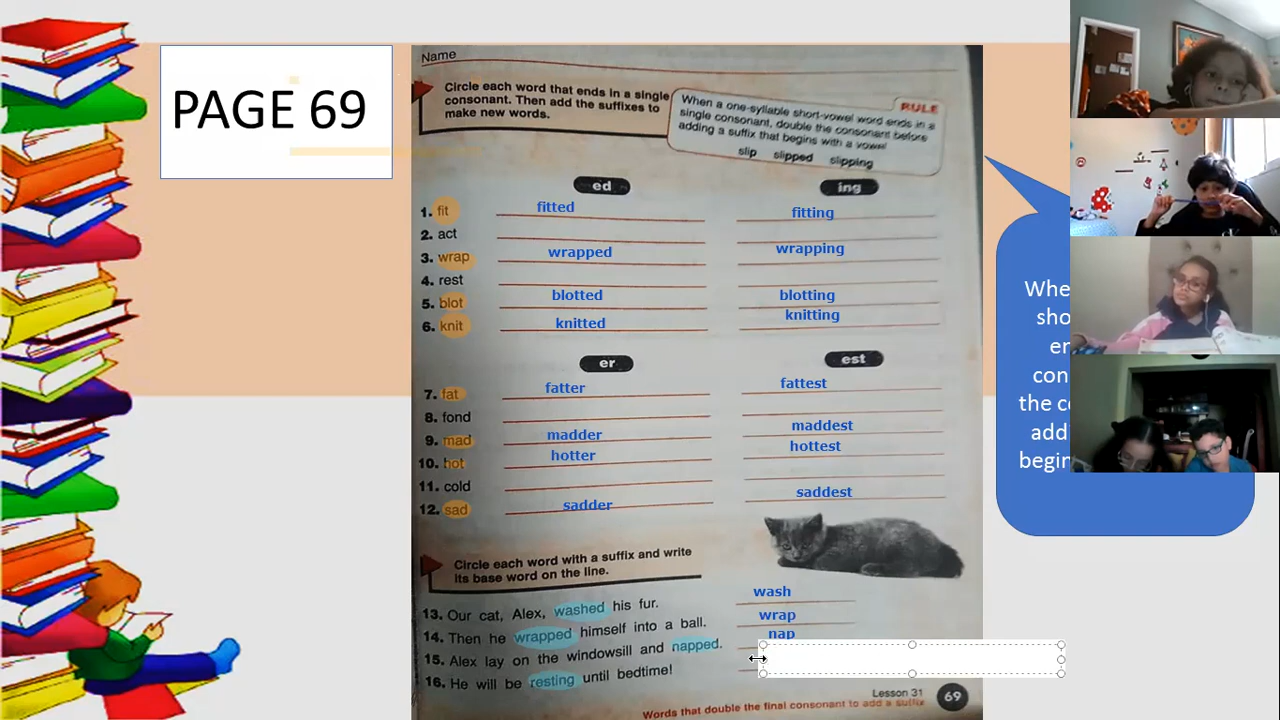 PAGE 69
Name
Circle each word that ends in a single
consonant. Then add the suffixes to
make new words.
RULE
When a one-syllable short-vowel word ends in a
single consonant, double the consonant before
adding a suffix that begins with a vowel
slip slipped slipping
ed ing
1. fit fitted fitting
2. act
3. wrap wrapped wrapping
4. rest
5. blot blotted blotting
6. knit knitted knitting
er est
7. fat fatter fattest
8. fond
9. mad madder maddest
10. hot hotter hottest
11. cold
12. sad sadder saddest
Circle each word with a suffix and write
its base word on the line.
13. Our cat, Alex, washed his fur. wash
14. Then he wrapped himself into a ball. wrap
15. Alex lay on the windowsill and napped. nap
16. He will be resting until bedtime!
Lesson 31
69
Words that double the final consonant to add a suffix